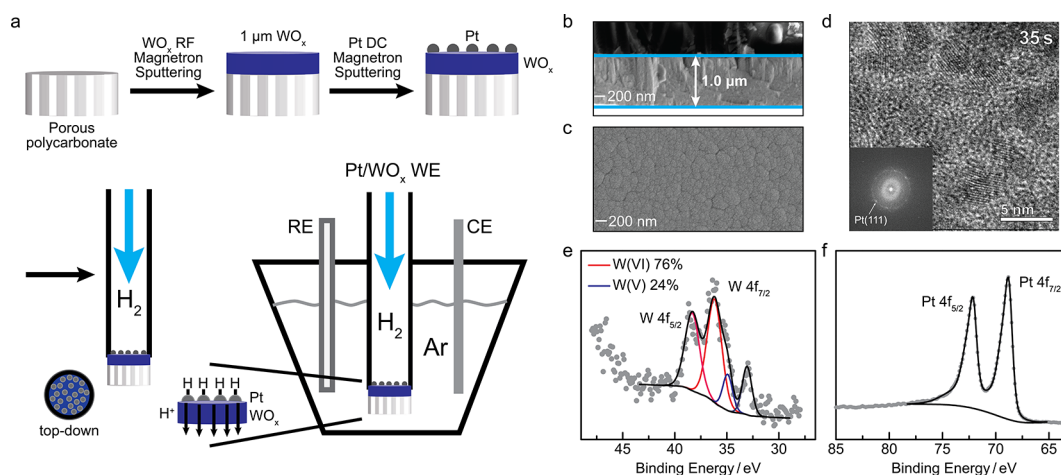 a
WOx RF
Magnetron
Sputtering
1 µm WOx
Pt DC
Magnetron
Sputtering
Pt
WOx
Porous
polycarbonate
H2
top-down
H H H H
H+
Pt
WOx
Pt/WOx WE
RE
CE
H2
Ar
b
1.0 µm
200 nm
c
200 nm
d
35 s
Pt(111)
5 nm
e
W(VI) 76%
W(V) 24%
W 4f7/2
W 4f5/2
45 40 35 30
Binding Energy / eV
f
Pt 4f7/2
Pt 4f5/2
85 80 75 70 65
Binding Energy / eV